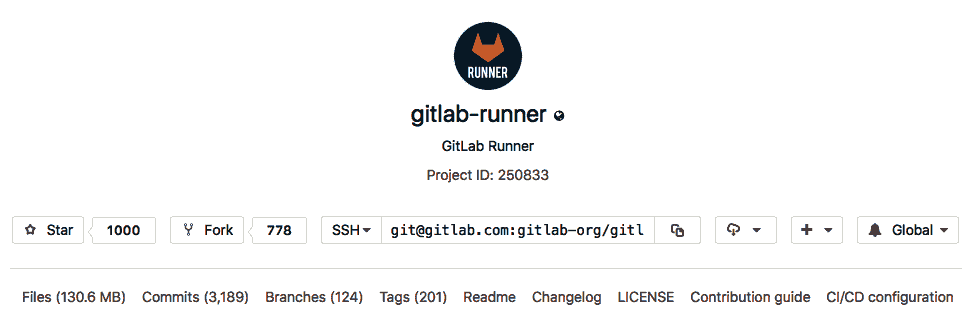 RUNNER
gitlab-runner
GitLab Runner
Project ID: 250833
Star 1000 Fork 778 SSH git@gitlab.com:gitlab-org/gitl Global
Files (130.6 MB) Commits (3,189) Branches (124) Tags (201) Readme Changelog LICENSE Contribution guide CI/CD configuration